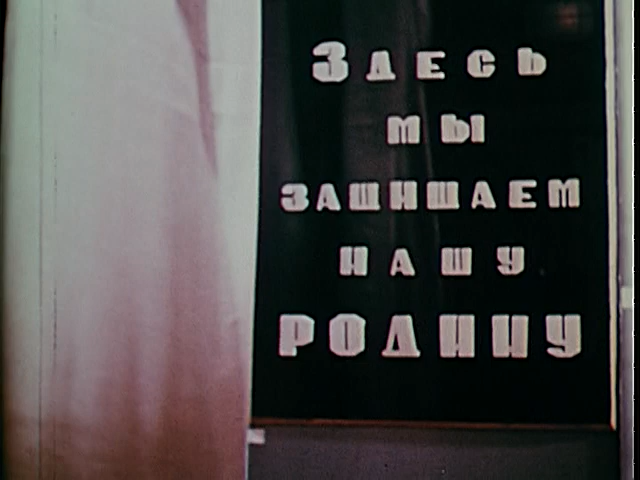 Здесь
мы
защищаем
нашу
Родину